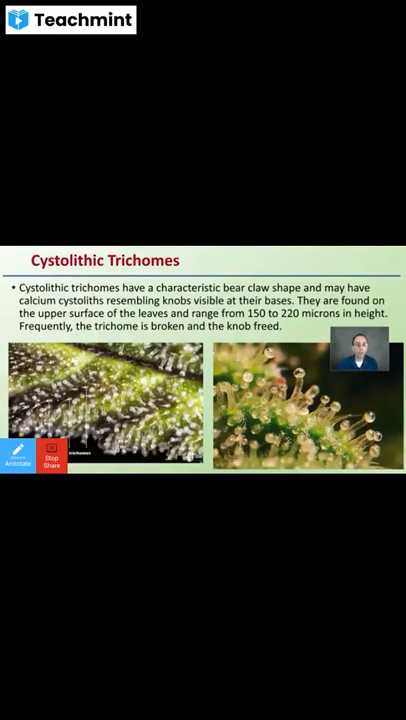 Teachmint
Cystolithic Trichomes
• Cystolithic trichomes have a characteristic bear claw shape and may have
calcium cystoliths resembling knobs visible at their bases. They are found on
the upper surface of the leaves and range from 150 to 220 microns in height.
Frequently, the trichome is broken and the knob freed.
Annotate
Stop
Share
trichomes